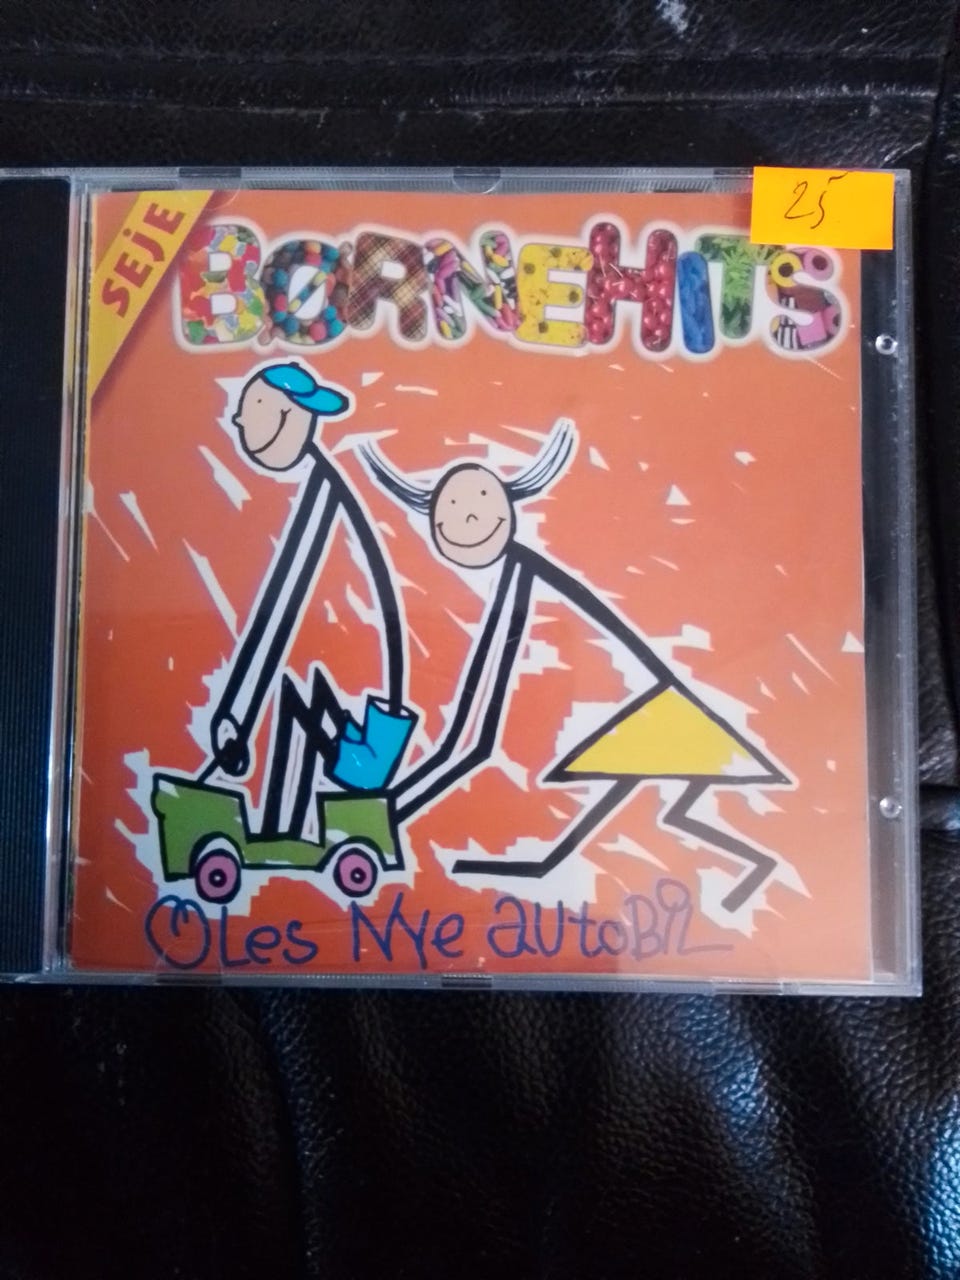 25
SEJE
BØRNEHITS
OLes NYe autoBiL